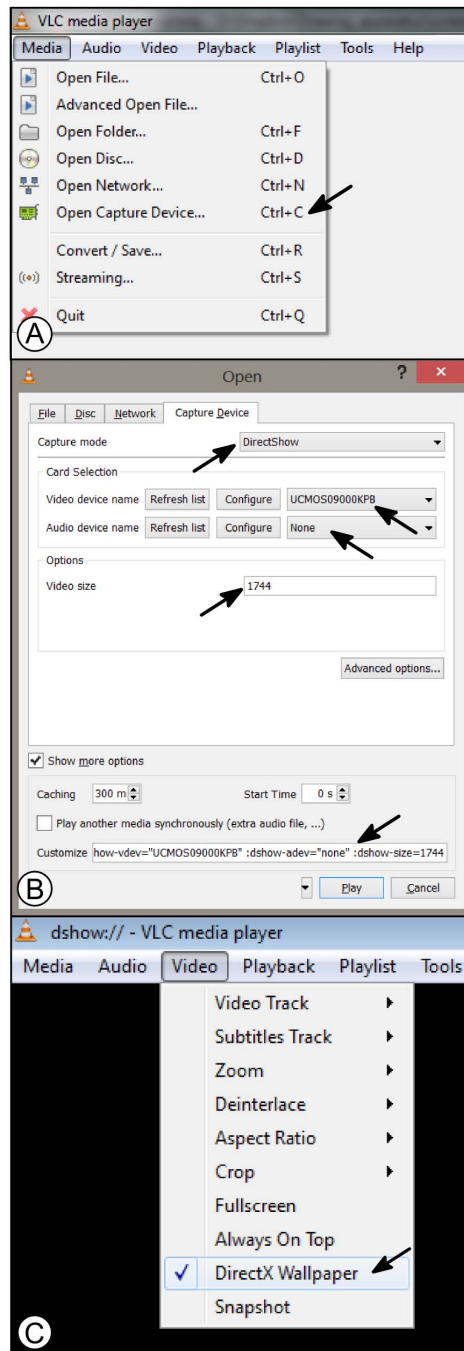 VLC media player
Media Audio Video Playback Playlist Tools Help
Open File... Ctrl+O
Advanced Open File...
Open Folder... Ctrl+F
Open Disc... Ctrl+D
Open Network... Ctrl+N
Open Capture Device... Ctrl+C
Convert / Save... Ctrl+R
Streaming... Ctrl+S
Quit Ctrl+Q
A
Open ? ×
File Disc Network Capture Device
Capture mode DirectShow
Card Selection
Video device name Refresh list Configure UCMOS09000KPB
Audio device name Refresh list Configure None
Options
Video size 1744
Advanced options...
Show more options
Caching 300 m Start Time 0 s
Play another media synchronously (extra audio file, ...)
Customize how-vdev="UCMOS09000KPB" :dshow-adev="none" :dshow-size=1744
Play Cancel
B
dshow:// - VLC media player
Media Audio Video Playback Playlist Tools
Video Track
Subtitles Track
Zoom
Deinterlace
Aspect Ratio
Crop
Fullscreen
Always On Top
DirectX Wallpaper
Snapshot
C